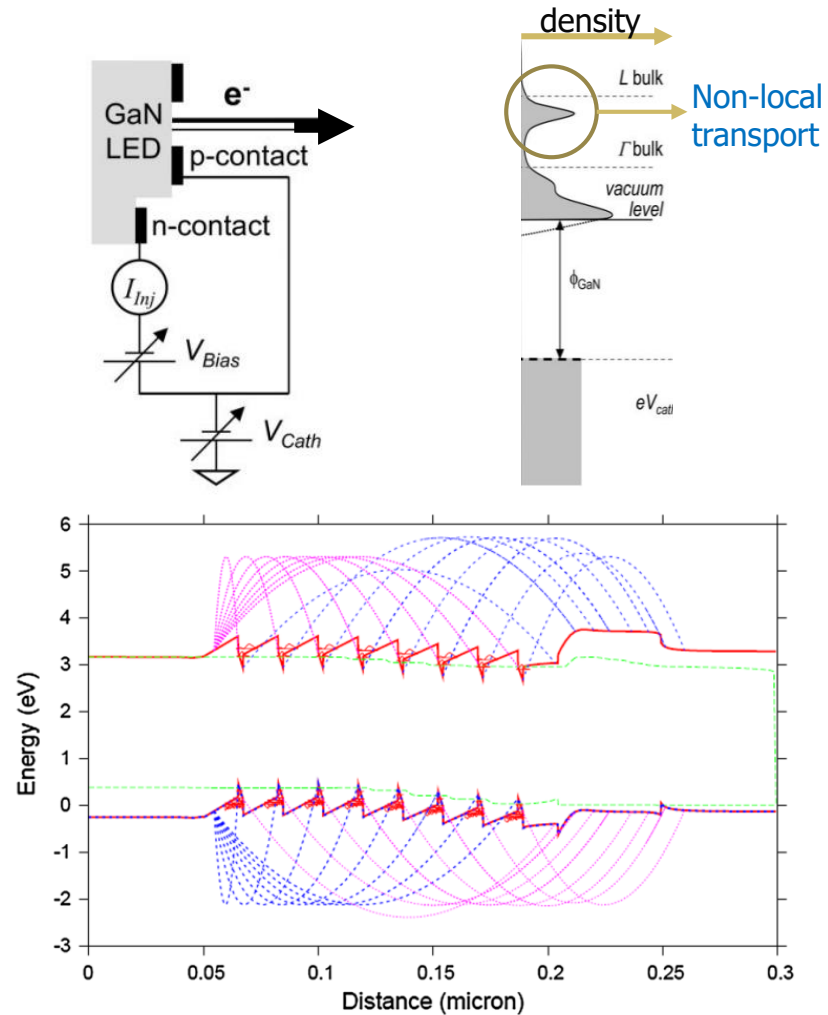 density
GaN
LED
e-
p-contact
n-contact
I_Inj
V_Bias
V_Cath
L bulk
Non-local
transport
Γ bulk
vacuum
level
ϕGaN
eVcatl
6
5
4
3
2
1
0
-1
-2
-3
Energy (eV)
0
0.05
0.1
0.15
0.2
0.25
0.3
Distance (micron)